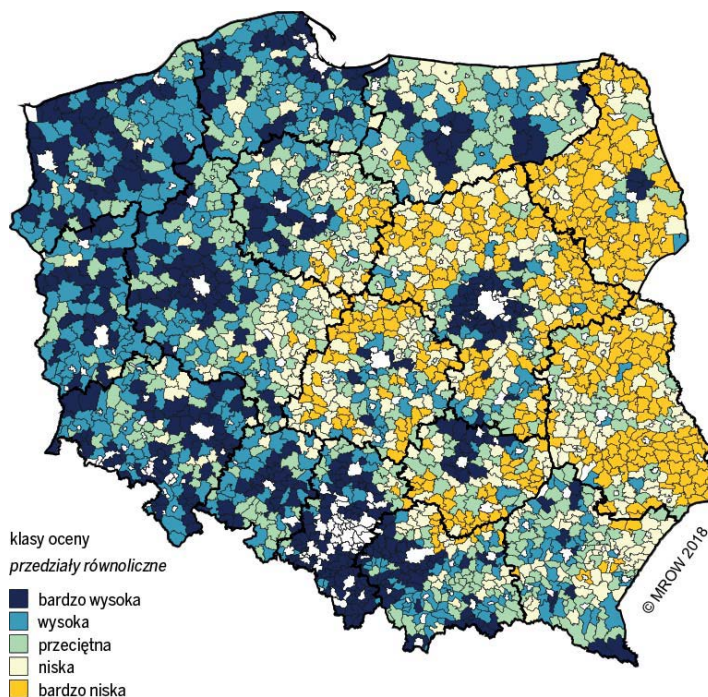 klasy oceny
przedziały równoliczne
bardzo wysoka
wysoka
przeciętna
niska
bardzo niska
© MROW 2018